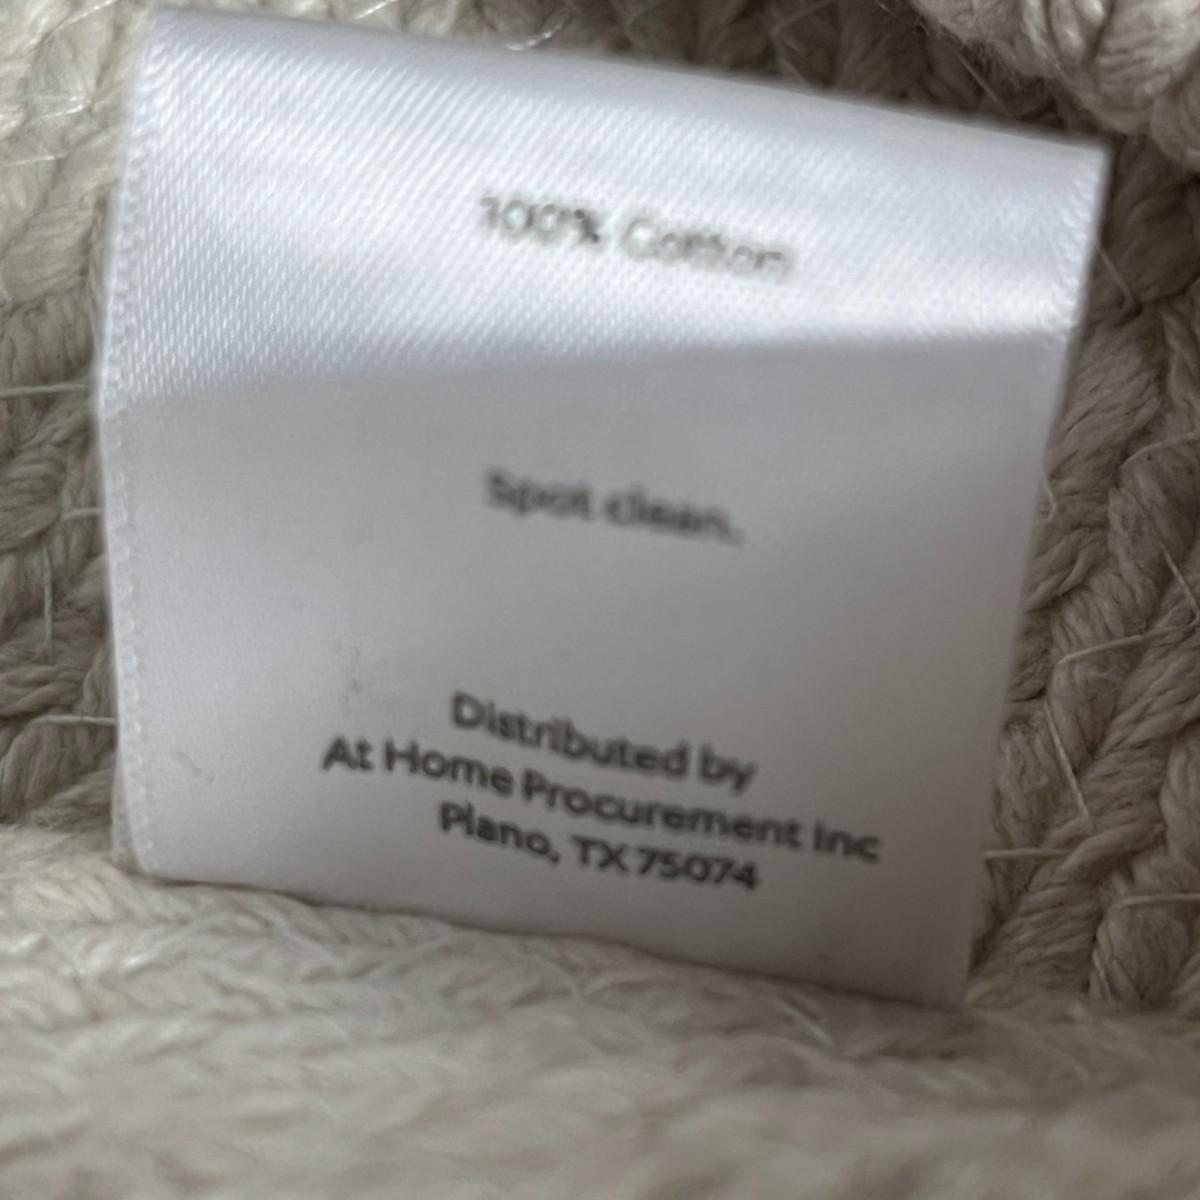 100% Cotton
Spot clean.
Distributed by
At Home Procurement Inc
Plano, TX 75074